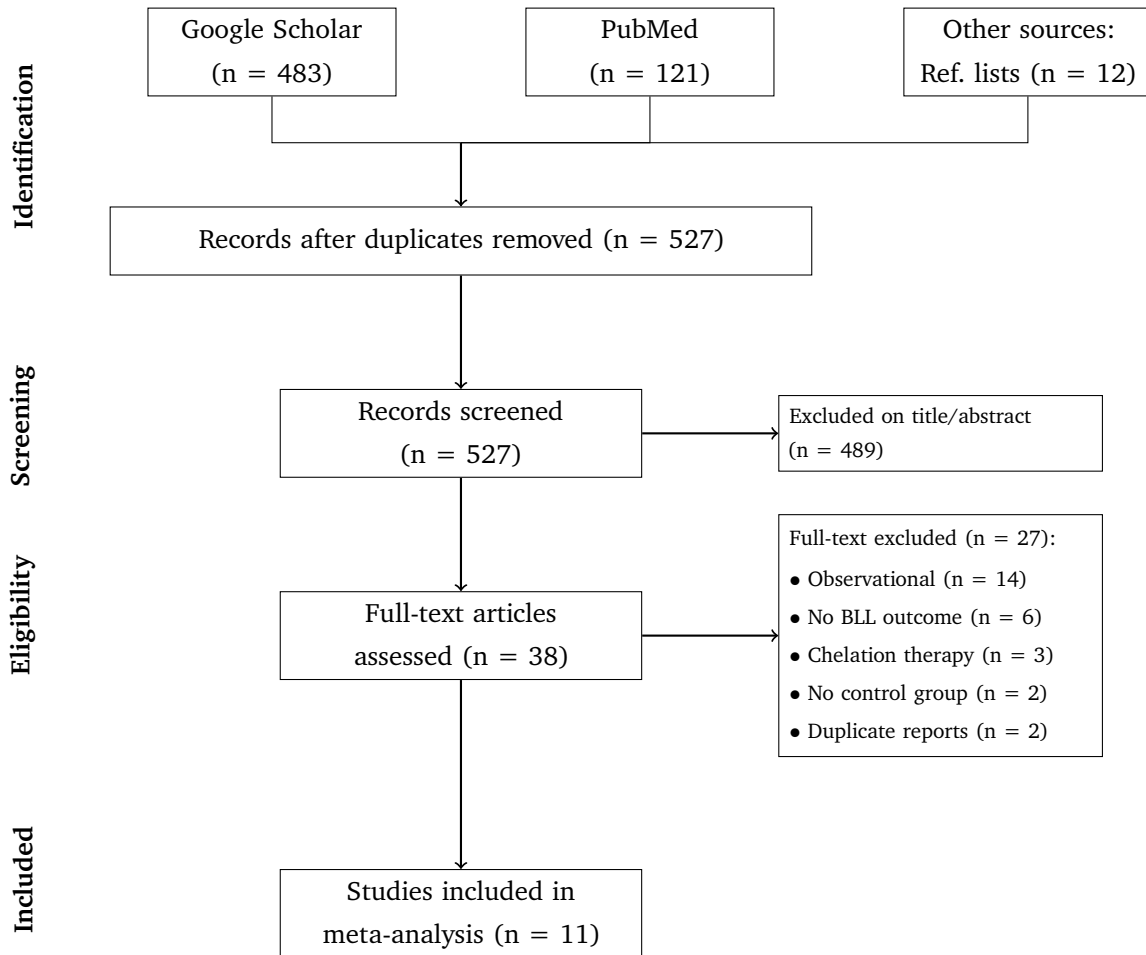 Identification
Google Scholar
(n = 483)
PubMed
(n = 121)
Other sources:
Ref. lists (n = 12)
Records after duplicates removed (n = 527)
Screening
Records screened
(n = 527)
Excluded on title/abstract
(n = 489)
Eligibility
Full-text articles
assessed (n = 38)
Full-text excluded (n = 27):
• Observational (n = 14)
• No BLL outcome (n = 6)
• Chelation therapy (n = 3)
• No control group (n = 2)
• Duplicate reports (n = 2)
Included
Studies included in
meta-analysis (n = 11)